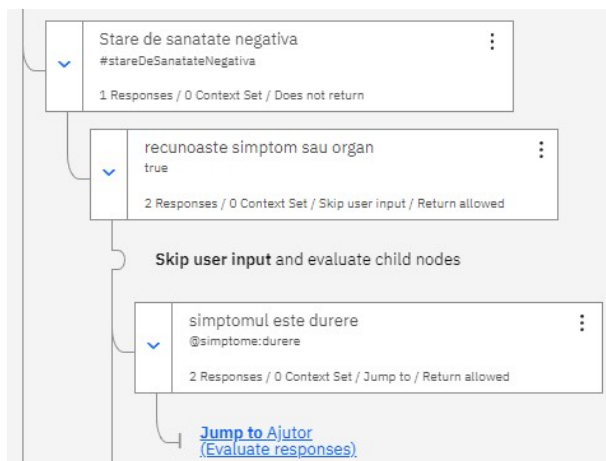 Stare de sanatate negativa
#stareDeSanatateNegativa
1 Responses / 0 Context Set / Does not return
recunoaste simptom sau organ
true
2 Responses / 0 Context Set / Skip user input / Return allowed
Skip user input and evaluate child nodes
simptomul este durere
@simptome:durere
2 Responses / 0 Context Set / Jump to / Return allowed
Jump to Ajutor
(Evaluate responses)